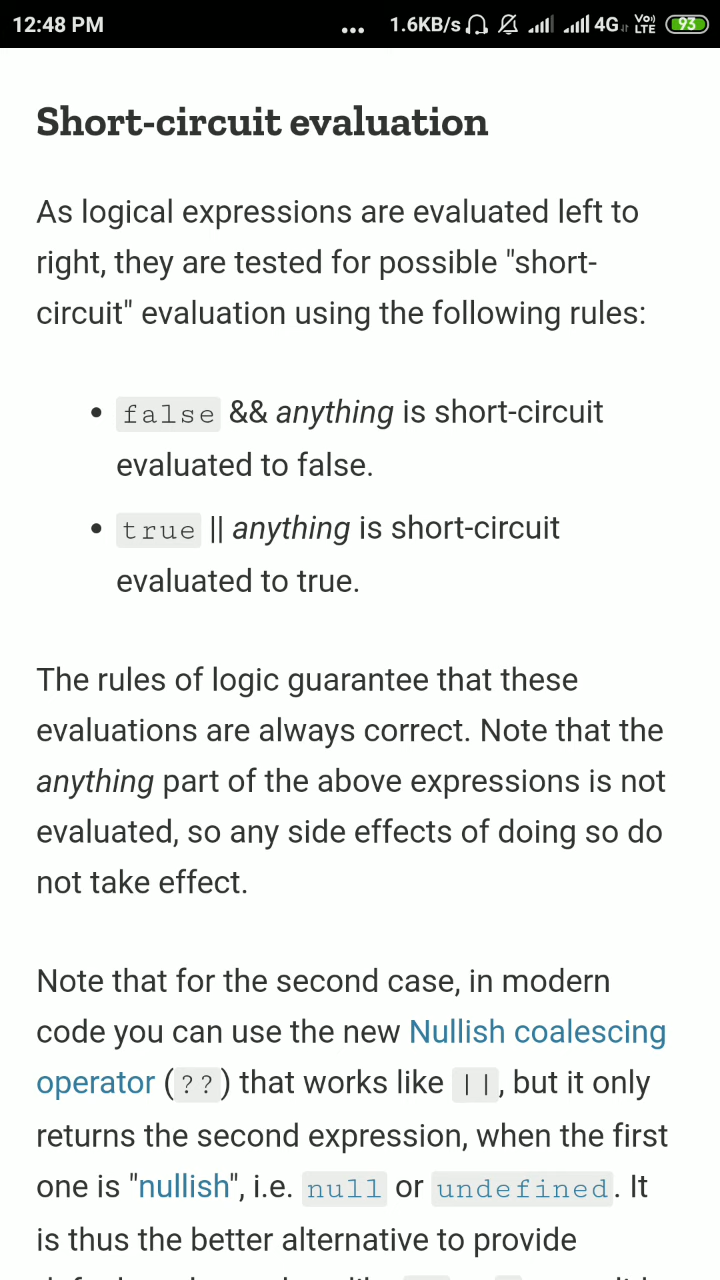 12:48 PM
... 1.6KB/s 4G Vo)) LTE 93
Short-circuit evaluation
As logical expressions are evaluated left to
right, they are tested for possible "short-
circuit" evaluation using the following rules:
• false && anything is short-circuit
evaluated to false.
• true || anything is short-circuit
evaluated to true.
The rules of logic guarantee that these
evaluations are always correct. Note that the
anything part of the above expressions is not
evaluated, so any side effects of doing so do
not take effect.
Note that for the second case, in modern
code you can use the new Nullish coalescing
operator (??) that works like ||, but it only
returns the second expression, when the first
one is "nullish", i.e. null or undefined. It
is thus the better alternative to provide